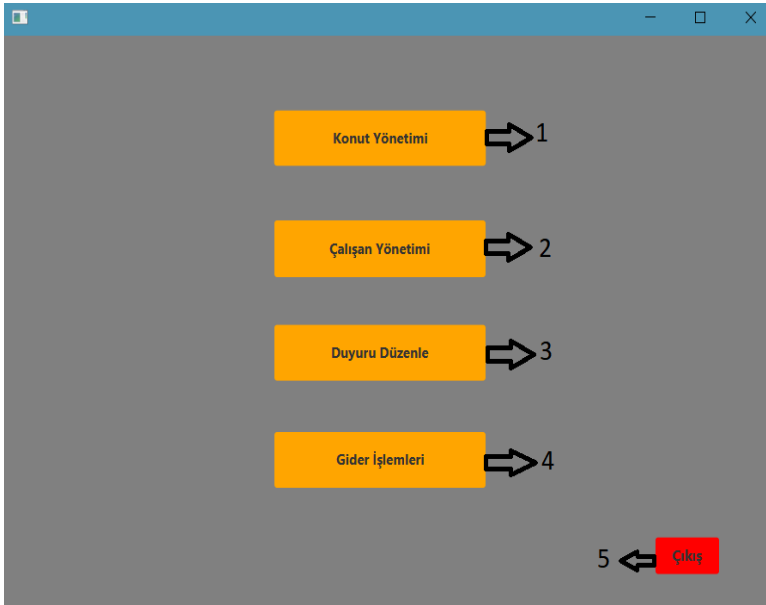 Konut Yönetimi 1
Çalışan Yönetimi 2
Duyuru Düzenle 3
Gider İşlemleri 4
5 Çıkış